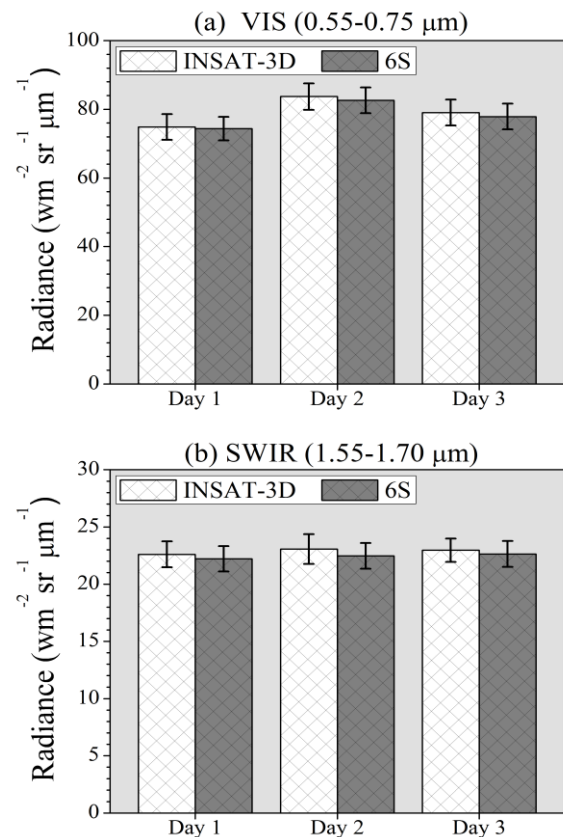 (a) VIS (0.55-0.75 μm)
100
80
60
40
20
0
Radiance (wm⁻² sr⁻¹ μm⁻¹)
INSAT-3D 6S
Day 1 Day 2 Day 3
(b) SWIR (1.55-1.70 μm)
30
25
20
15
10
5
0
Radiance (wm⁻² sr⁻¹ μm⁻¹)
INSAT-3D 6S
Day 1 Day 2 Day 3